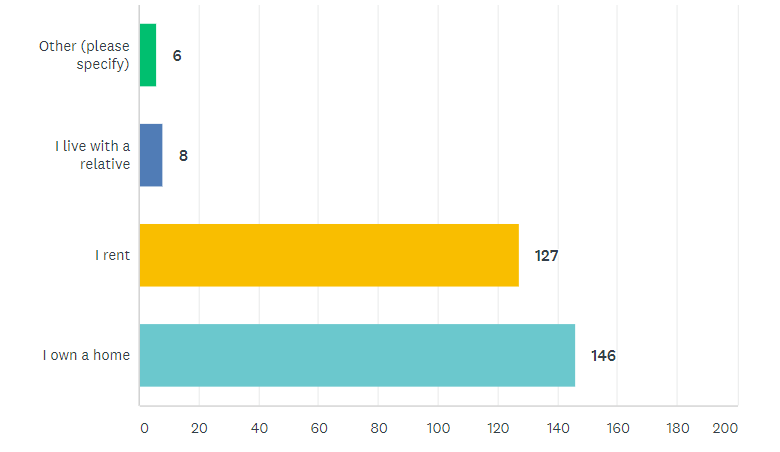 Other (please
specify)
6
I live with a
relative
8
I rent
127
I own a home
146
0 20 40 60 80 100 120 140 160 180 200